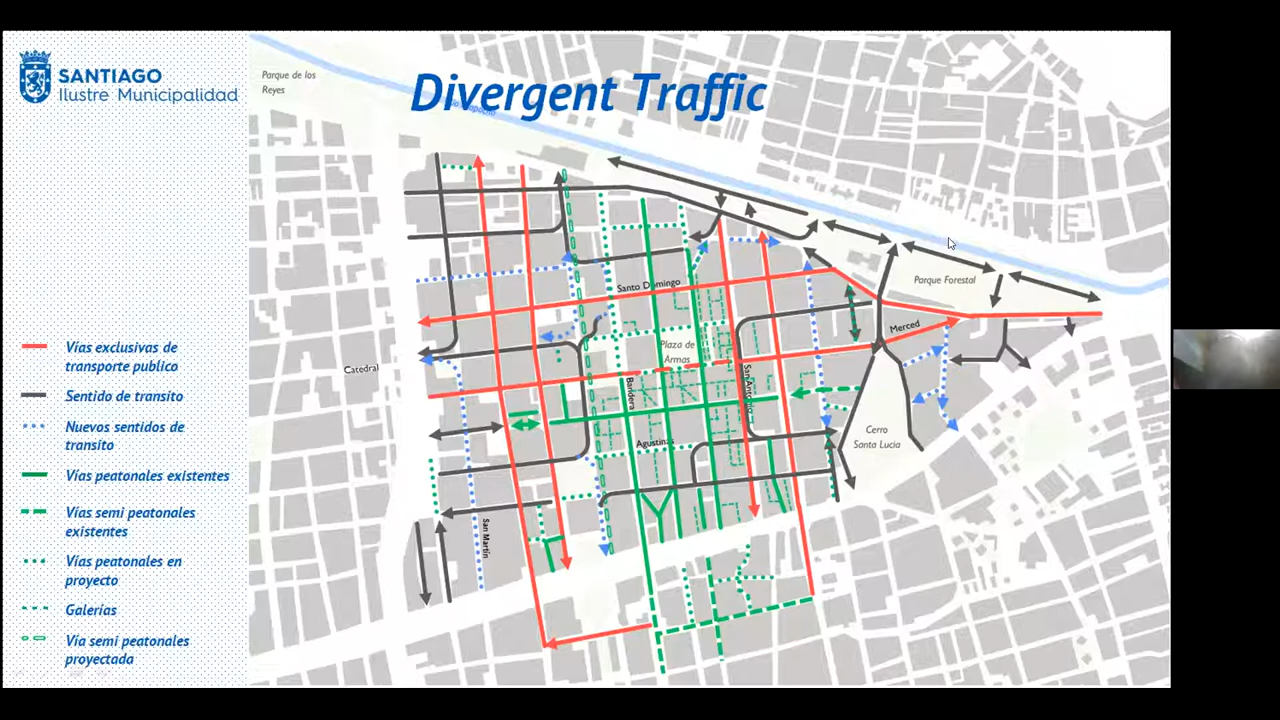 SANTIAGO
Ilustre Municipalidad
Divergent Traffic
Parque de los
Reyes
Parque Forestal
Santo Domingo
Merced
Plaza de
Armas
Catedral
Bandera
San Antonio
Agustinas
Cerro
Santa Lucia
San Martín
Vías exclusivas de
transporte publico
Sentido de transito
Nuevos sentidos de
transito
Vías peatonales existentes
Vías semi peatonales
existentes
Vías peatonales en
proyecto
Galerías
Vía semi peatonales
proyectada